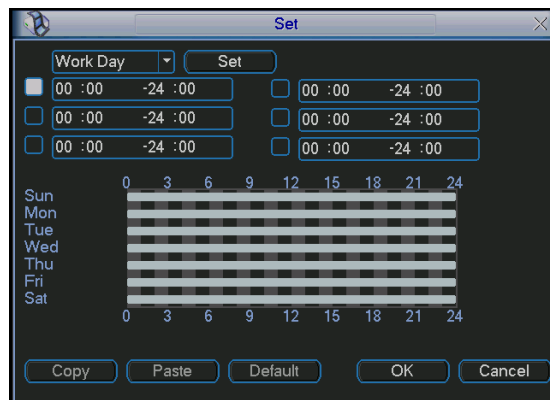 Set
Work Day Set
00 :00 -24 :00 00 :00 -24 :00
00 :00 -24 :00 00 :00 -24 :00
00 :00 -24 :00 00 :00 -24 :00
0 3 6 9 12 15 18 21 24
Sun
Mon
Tue
Wed
Thu
Fri
Sat
0 3 6 9 12 15 18 21 24
Copy Paste Default OK Cancel